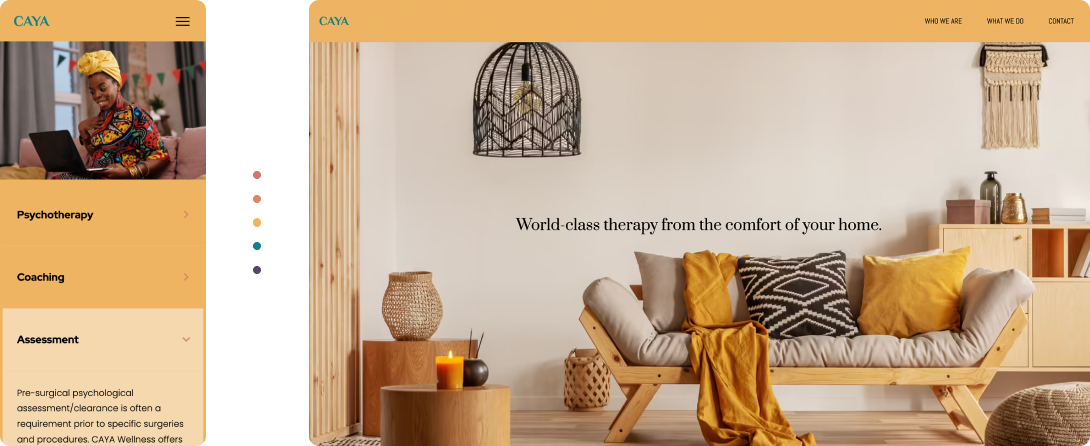 CAYA
Psychotherapy
Coaching
Assessment
Pre-surgical psychological
assessment/clearance is often a
requirement prior to specific surgeries
and procedures. CAYA Wellness offers
CAYA
WHO WE ARE
WHAT WE DO
CONTACT
World-class therapy from the comfort of your home.